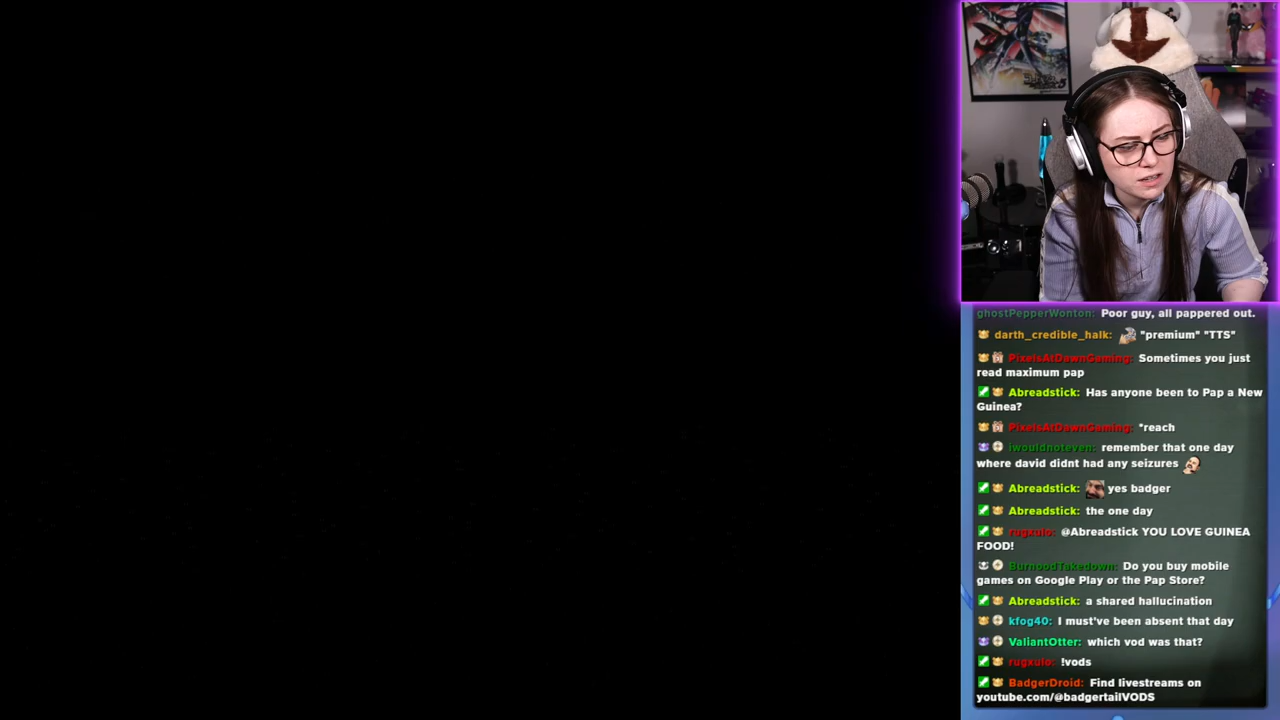 ghostPepperWonton: Poor guy, all pappered out.
darth_credible_halk: "premium" "TTS"
PixelsAtDawnGaming: Sometimes you just
read maximum pap
Abreadstick: Has anyone been to Pap a New
Guinea?
PixelsAtDawnGaming: *reach
iwouldnoteven: remember that one day
where david didnt had any seizures
Abreadstick: yes badger
Abreadstick: the one day
rugxulo: @Abreadstick YOU LOVE GUINEA
FOOD!
BurnoodTakedown: Do you buy mobile
games on Google Play or the Pap Store?
Abreadstick: a shared hallucination
kfog40: I must've been absent that day
ValiantOtter: which vod was that?
rugxulo: !vods
BadgerDroid: Find livestreams on
youtube.com/@badgertailVODS